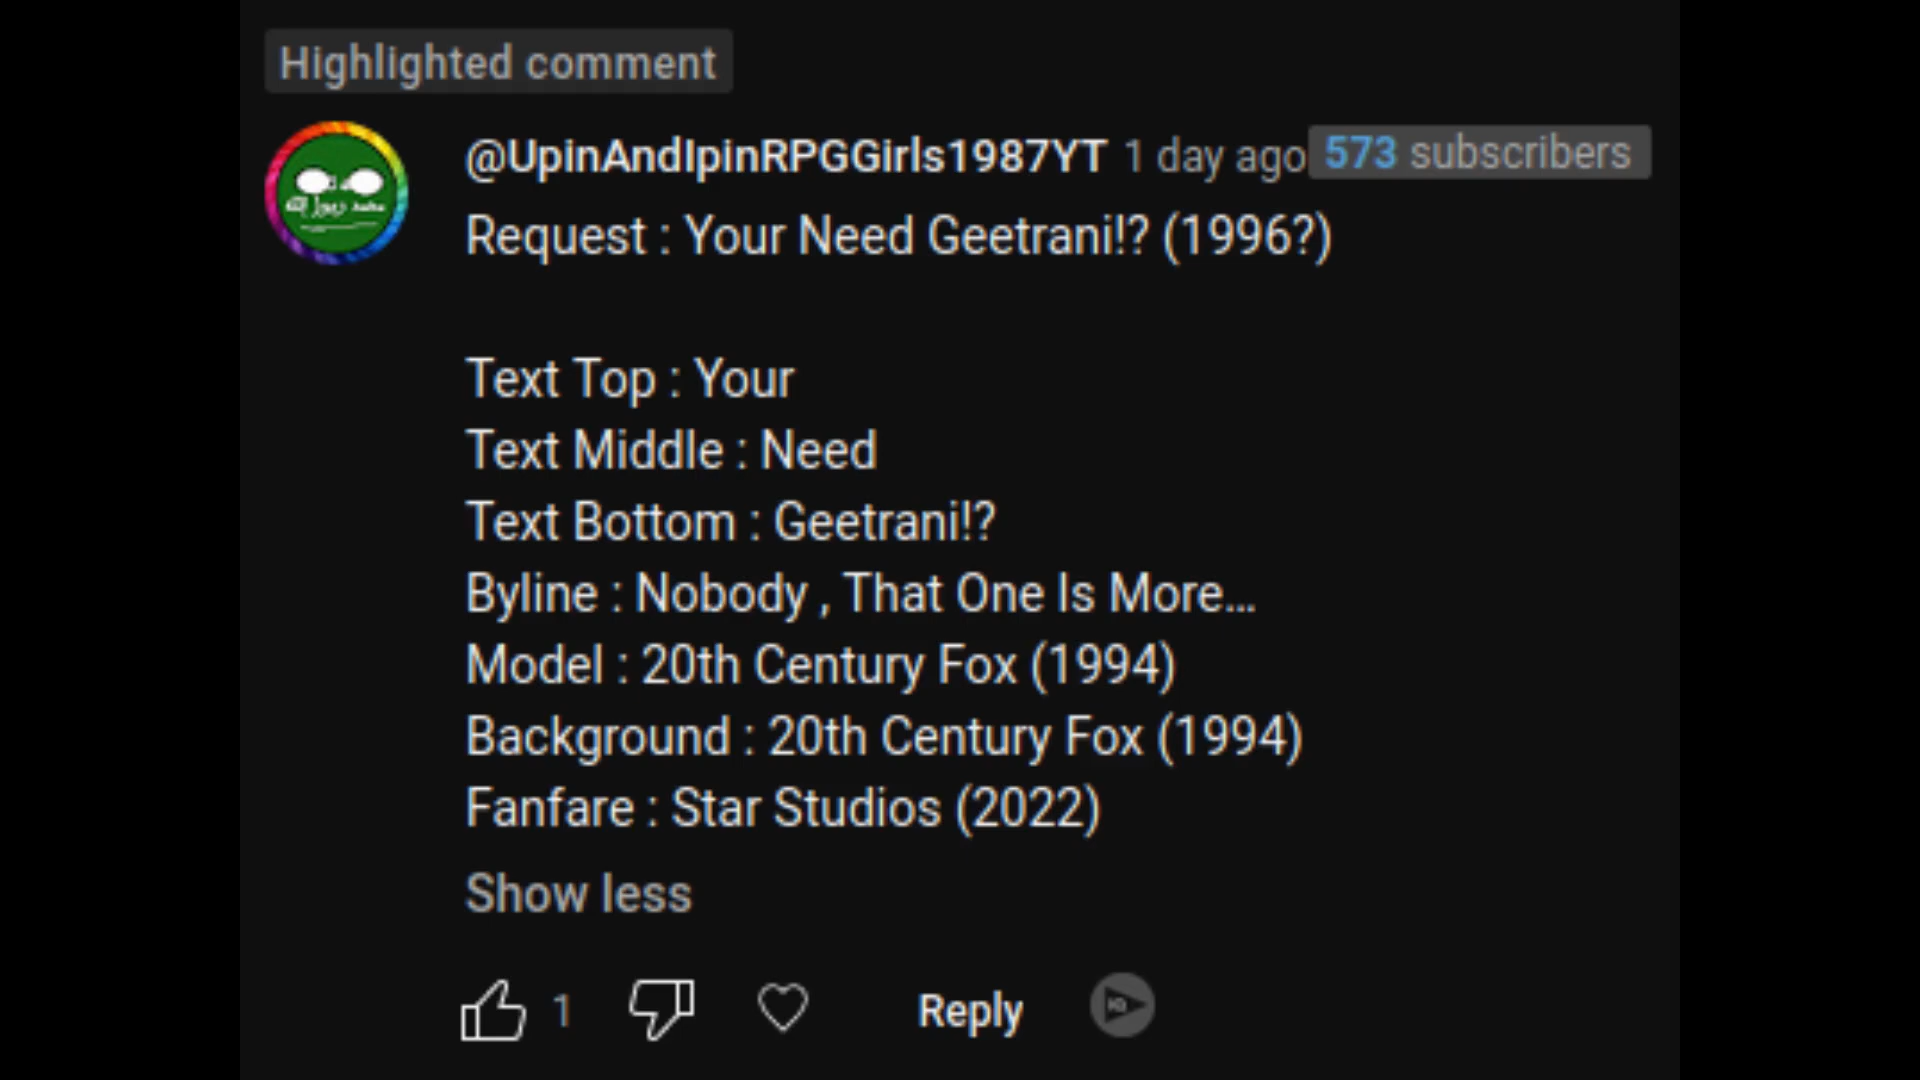 Highlighted comment
@UpinAndIpinRPGGirls1987YT 1 day ago 573 subscribers
Request : Your Need Geetrani!? (1996?)
Text Top : Your
Text Middle : Need
Text Bottom : Geetrani!?
Byline : Nobody , That One Is More...
Model : 20th Century Fox (1994)
Background : 20th Century Fox (1994)
Fanfare : Star Studios (2022)
Show less
1 Reply